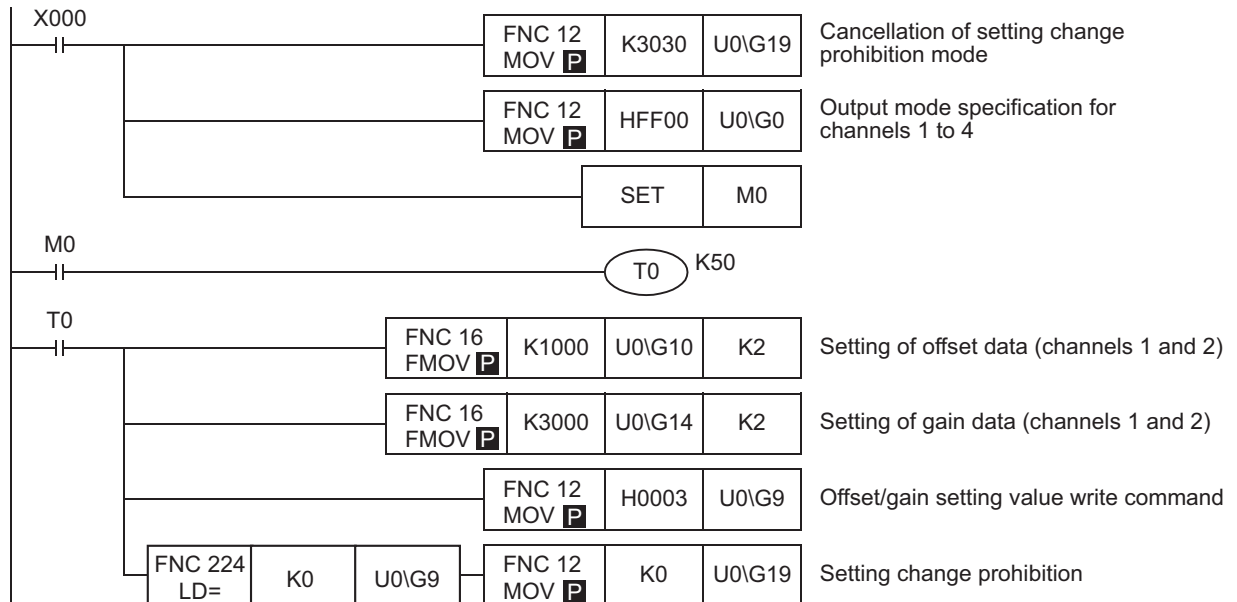 X000
FNC 12
MOV P
K3030
U0\G19
Cancellation of setting change
prohibition mode
FNC 12
MOV P
HFF00
U0\G0
Output mode specification for
channels 1 to 4
SET
M0
M0
T0
K50
T0
FNC 16
FMOV P
K1000
U0\G10
K2
Setting of offset data (channels 1 and 2)
FNC 16
FMOV P
K3000
U0\G14
K2
Setting of gain data (channels 1 and 2)
FNC 12
MOV P
H0003
U0\G9
Offset/gain setting value write command
FNC 224
LD=
K0
U0\G9
FNC 12
MOV P
K0
U0\G19
Setting change prohibition